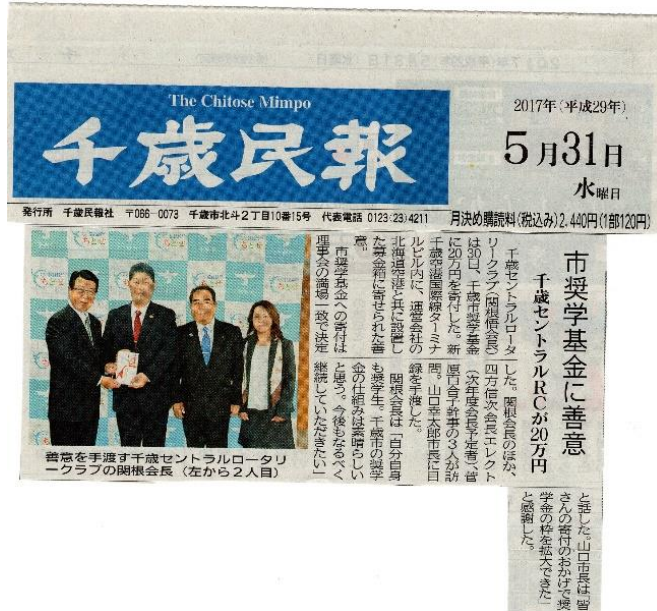 The Chitose Mimpo
千歳民報
2017年(平成29年)
5月31日
水曜日
発行所 千歳民報社 〒066-0073 千歳市北斗2丁目10番15号 代表電話 0123(23)4211
月決め購読料(税込み)2,440円(1部120円)
市奨学基金に善意
千歳セントラルRCが20万円
千歳セントラルロータ
リークラブ(関根悟会長)
は30日、千歳市奨学基金
に20万円を寄付した。新
千歳空港国際線ターミナ
ルビル内に、運営会社の
北海道空港と共に設置し
た募金箱に寄せられた善
意。
市奨学基金への寄付は
理事会の満場一致で決定
した。関根会長のほか、
四方信次会長エレクト
(次年度会長予定者)、菅
原百合子幹事の3人が訪
問。山口幸太郎市長に目
録を手渡した。
関根会長は「自分自身
も奨学生。千歳市の奨学
金の仕組みは素晴らしい
と思う。今後もなるべく
継続していただきたい」
と話した。山口市長は「皆
さんの寄付のおかげで奨
学金の枠を拡大できた」
と感謝した。
善意を手渡す千歳セントラルロータリ
ークラブの関根会長(左から2人目)